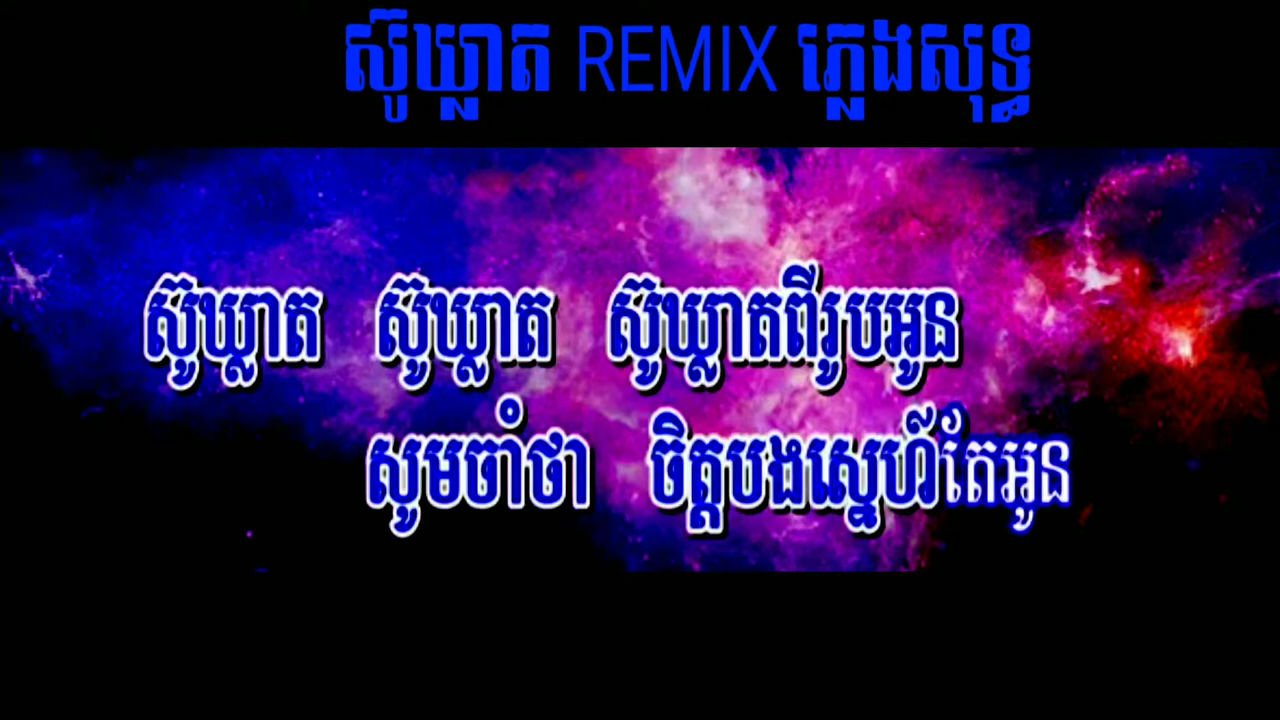 ស៊ូឃ្លាត REMIX ភ្លេងសុទ្ធ
ស៊ូឃ្លាត ស៊ូឃ្លាត ស៊ូឃ្លាតពីរូបអូន
សូមចាំថា ចិត្តបងស្នេហ៍តែអូន